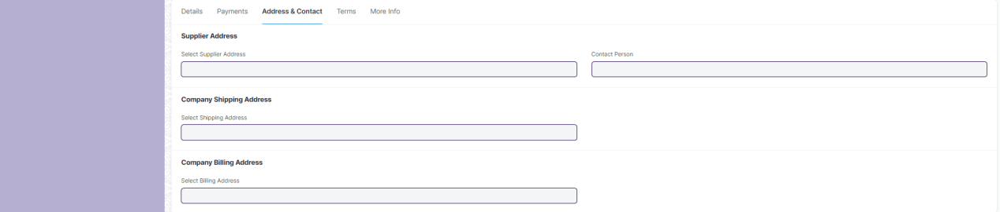 Details Payments Address & Contact Terms More Info
Supplier Address
Select Supplier Address Contact Person
Company Shipping Address
Select Shipping Address
Company Billing Address
Select Billing Address